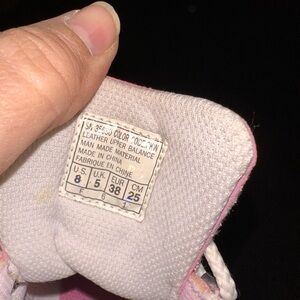 COLOR
LEATHER UPPER BALANCE
MAN MADE MATERIAL
MADE IN CHINA
FABRIQUE EN CHINE
U.S. U.K. EUR CM
8 5 38 25